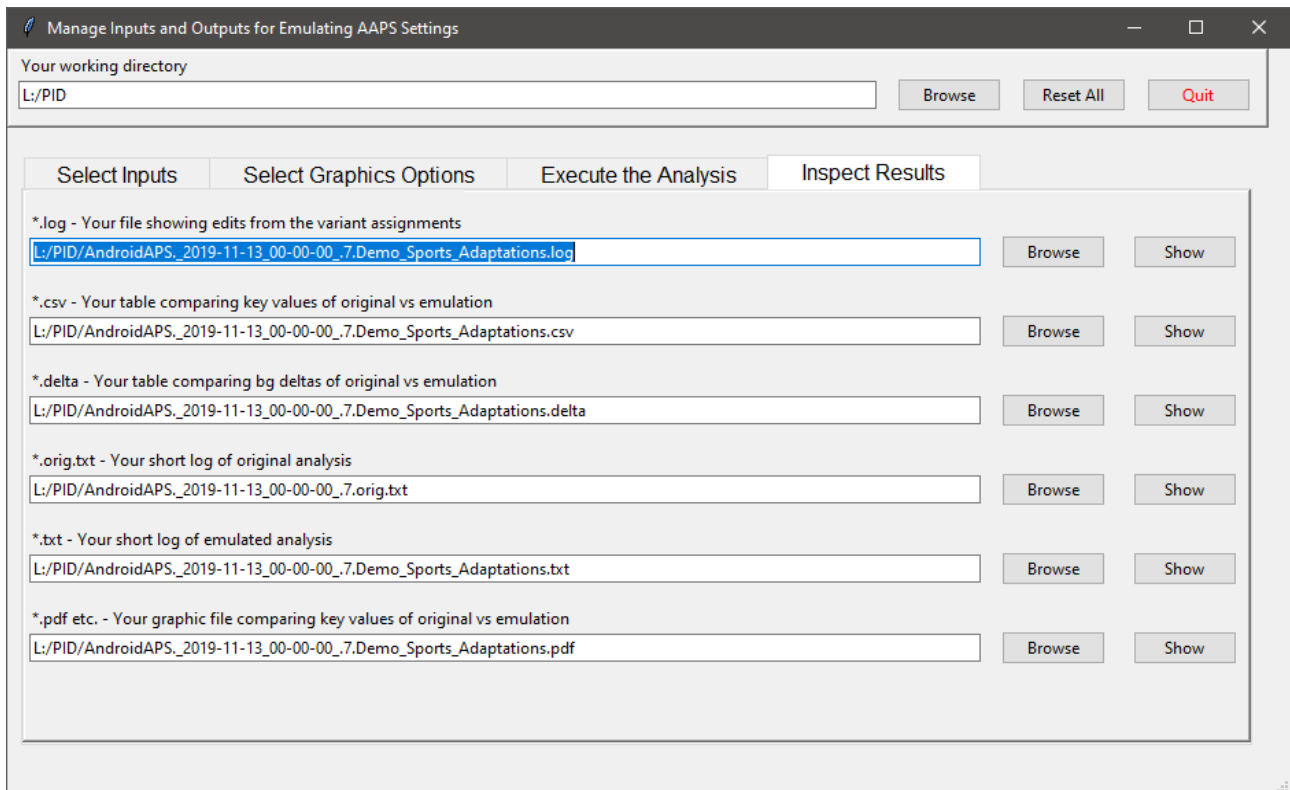 Manage Inputs and Outputs for Emulating AAPS Settings
Your working directory
L:/PID Browse Reset All Quit
Select Inputs Select Graphics Options Execute the Analysis Inspect Results
*.log - Your file showing edits from the variant assignments
L:/PID/AndroidAPS._2019-11-13_00-00-00_.7.Demo_Sports_Adaptations.log Browse Show
*.csv - Your table comparing key values of original vs emulation
L:/PID/AndroidAPS._2019-11-13_00-00-00_.7.Demo_Sports_Adaptations.csv Browse Show
*.delta - Your table comparing bg deltas of original vs emulation
L:/PID/AndroidAPS._2019-11-13_00-00-00_.7.Demo_Sports_Adaptations.delta Browse Show
*.orig.txt - Your short log of original analysis
L:/PID/AndroidAPS._2019-11-13_00-00-00_.7.orig.txt Browse Show
*.txt - Your short log of emulated analysis
L:/PID/AndroidAPS._2019-11-13_00-00-00_.7.Demo_Sports_Adaptations.txt Browse Show
*.pdf etc. - Your graphic file comparing key values of original vs emulation
L:/PID/AndroidAPS._2019-11-13_00-00-00_.7.Demo_Sports_Adaptations.pdf Browse Show